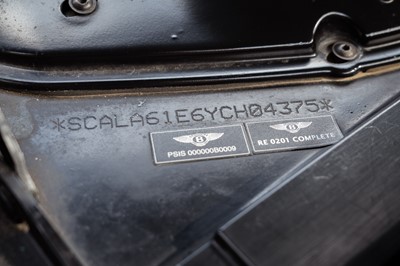 *SCALA61E6YCH04375*
B
PSIS 000000B0009
B
RE 0201 COMPLETE